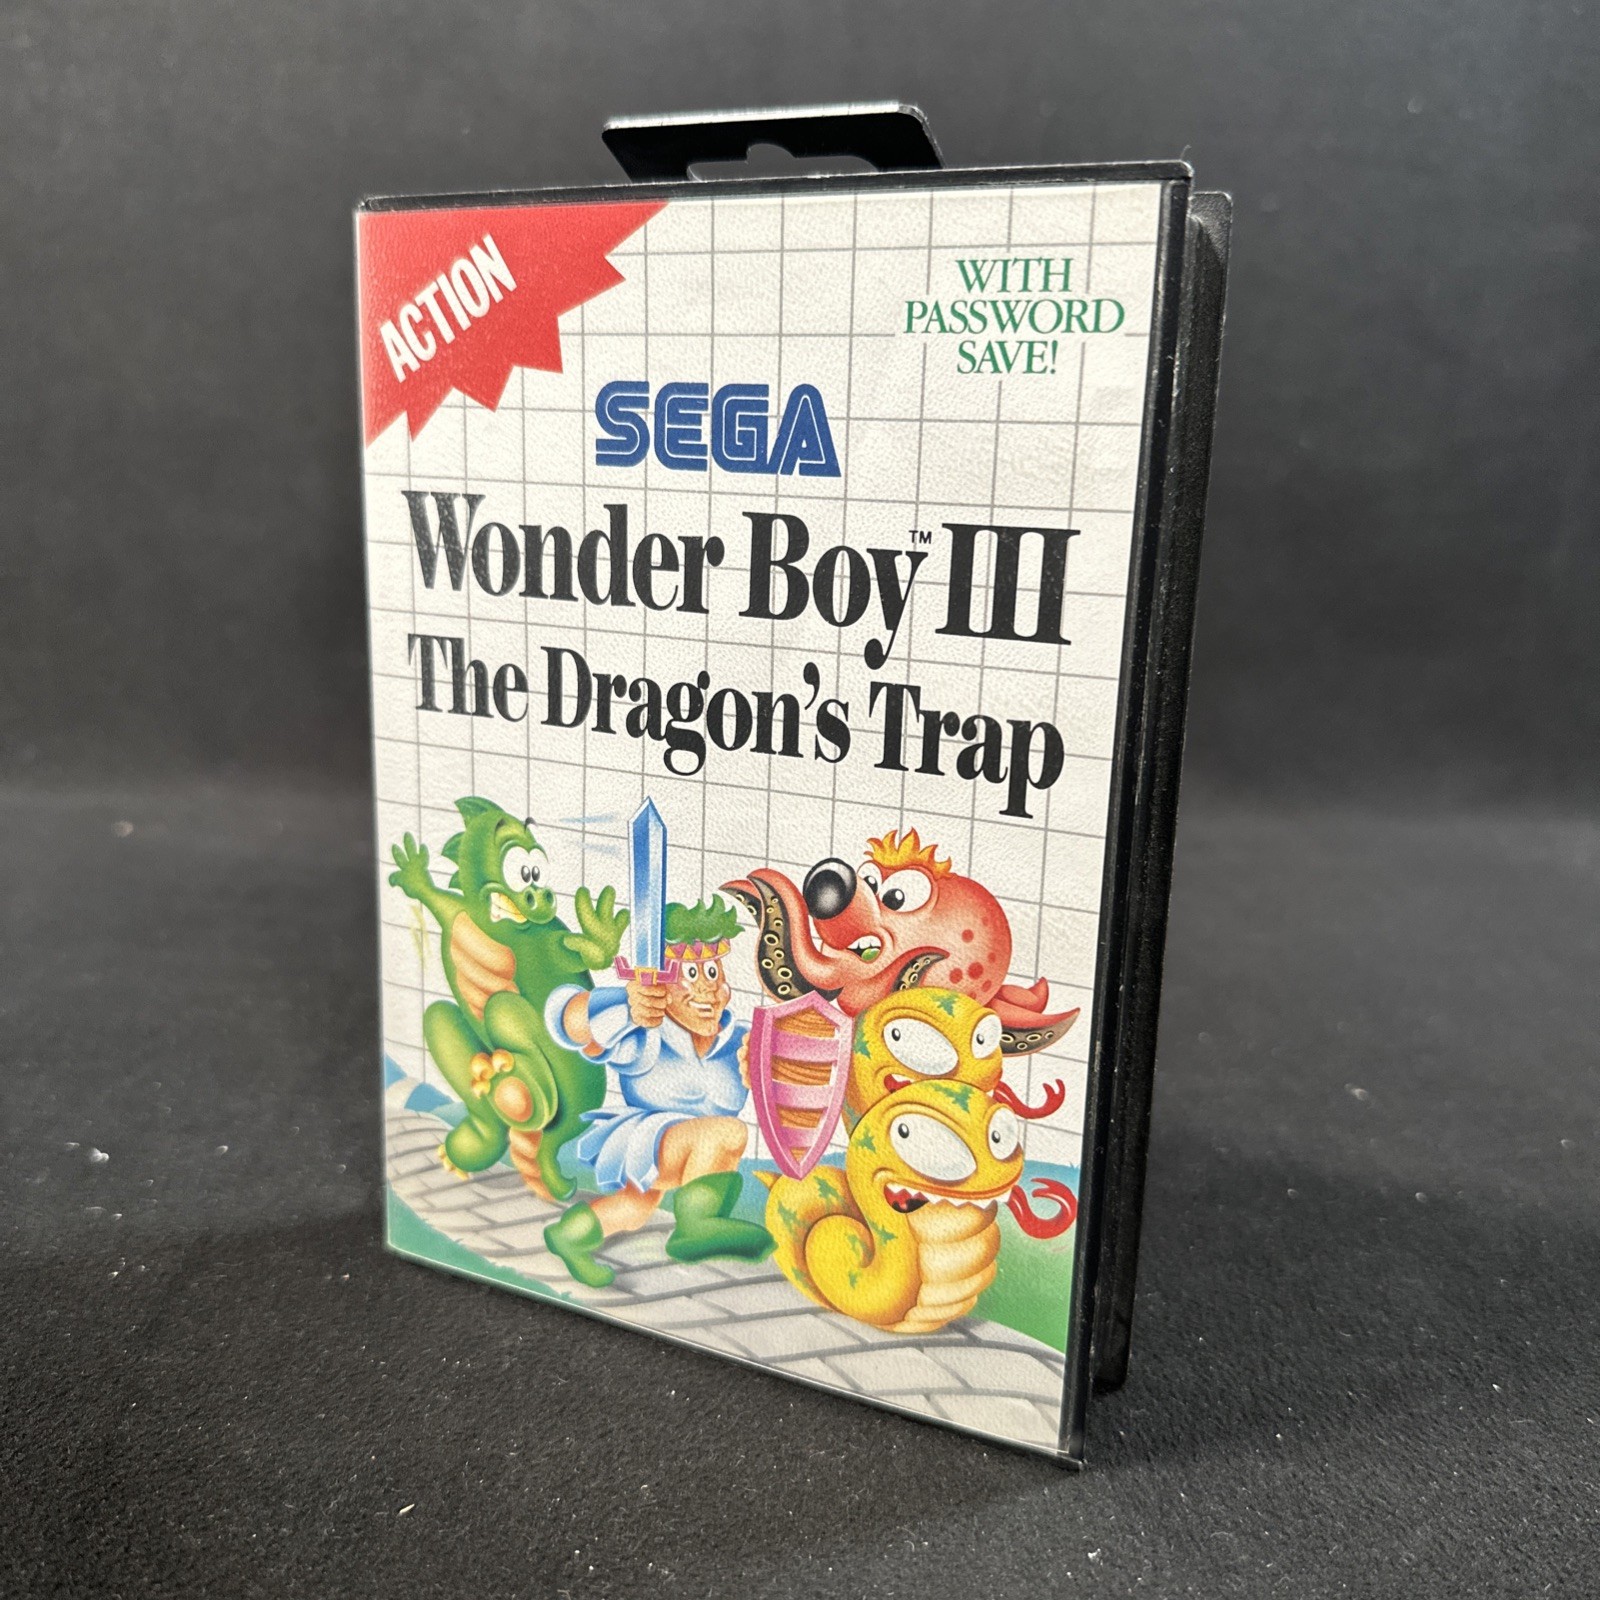 ACTION
WITH
PASSWORD
SAVE!
SEGA
Wonder Boy™ III
The Dragon's Trap